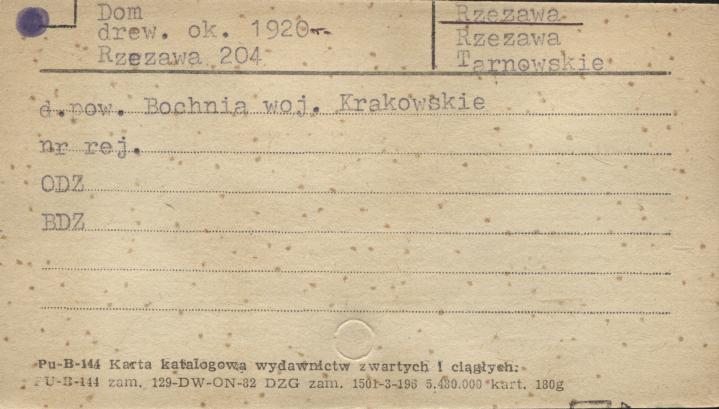 Dom
drew. ok. 1920
Rzezawa 204
Rzezawa
Rzezawa
Tarnowskie
d.pow. Bochnia woj. Krakowskie
nr rej.
ODZ
BDZ
Pu-B-144 Karta katalogowa wydawnictw zwartych i ciągłych.
PU-B-144 zam. 129-DW-ON-82 DZG zam. 1501-3-196 5.480.000 kart. 180g